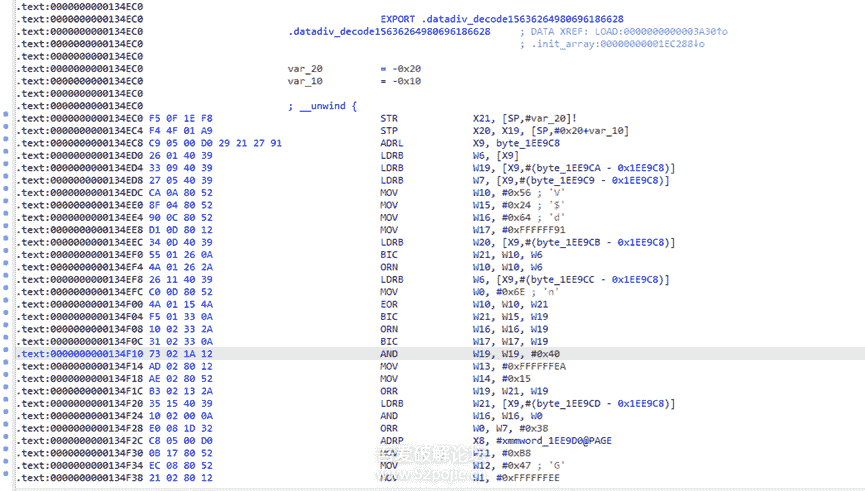 .text:0000000000134EC0
.text:0000000000134EC0 EXPORT .datadiv_decode15636264980696186628
.text:0000000000134EC0 .datadiv_decode15636264980696186628 ; DATA XREF: LOAD:0000000000003A30↑o
.text:0000000000134EC0 ; .init_array:00000000001EC288↓o
.text:0000000000134EC0
.text:0000000000134EC0 var_20 = -0x20
.text:0000000000134EC0 var_10 = -0x10
.text:0000000000134EC0
.text:0000000000134EC0 ; __unwind {
.text:0000000000134EC0 F5 0F 1E F8 STR X21, [SP,#var_20]!
.text:0000000000134EC4 F4 4F 01 A9 STP X20, X19, [SP,#0x20+var_10]
.text:0000000000134EC8 C9 05 00 D0 29 21 27 91 ADRL X9, byte_1EE9C8
.text:0000000000134ED0 26 01 40 39 LDRB W6, [X9]
.text:0000000000134ED4 33 09 40 39 LDRB W19, [X9,#(byte_1EE9CA - 0x1EE9C8)]
.text:0000000000134ED8 27 05 40 39 LDRB W7, [X9,#(byte_1EE9C9 - 0x1EE9C8)]
.text:0000000000134EDC CA 0A 80 52 MOV W10, #0x56 ; 'V'
.text:0000000000134EE0 8F 04 80 52 MOV W15, #0x24 ; '$'
.text:0000000000134EE4 90 0C 80 52 MOV W16, #0x64 ; 'd'
.text:0000000000134EE8 D1 0D 80 12 MOV W17, #0xFFFFFF91
.text:0000000000134EEC 34 0D 40 39 LDRB W20, [X9,#(byte_1EE9CB - 0x1EE9C8)]
.text:0000000000134EF0 55 01 26 0A BIC W21, W10, W6
.text:0000000000134EF4 4A 01 26 2A ORN W10, W10, W6
.text:0000000000134EF8 26 11 40 39 LDRB W6, [X9,#(byte_1EE9CC - 0x1EE9C8)]
.text:0000000000134EFC C0 0D 80 52 MOV W0, #0x6E ; 'n'
.text:0000000000134F00 4A 01 15 4A EOR W10, W10, W21
.text:0000000000134F04 F5 01 33 0A BIC W21, W15, W19
.text:0000000000134F08 10 02 33 2A ORN W16, W16, W19
.text:0000000000134F0C 31 02 33 0A BIC W17, W17, W19
.text:0000000000134F10 73 02 1A 12 AND W19, W19, #0x40
.text:0000000000134F14 AD 02 80 12 MOV W13, #0xFFFFFFEA
.text:0000000000134F18 AE 02 80 52 MOV W14, #0x15
.text:0000000000134F1C B3 02 13 2A ORR W19, W21, W19
.text:0000000000134F20 35 15 40 39 LDRB W21, [X9,#(byte_1EE9CD - 0x1EE9C8)]
.text:0000000000134F24 10 02 00 0A AND W16, W16, W0
.text:0000000000134F28 E0 08 1D 32 ORR W0, W7, #0x38
.text:0000000000134F2C C8 05 00 D0 ADRP X8, #xmmword_1EE9D0@PAGE
.text:0000000000134F30 0B 17 80 52 MOV W11, #0xB8
.text:0000000000134F34 EC 08 80 52 MOV W12, #0x47 ; 'G'
.text:0000000000134F38 21 02 80 12 MOV W1, #0xFFFFFFEE
吾爱破解论坛
www.52pojie.cn